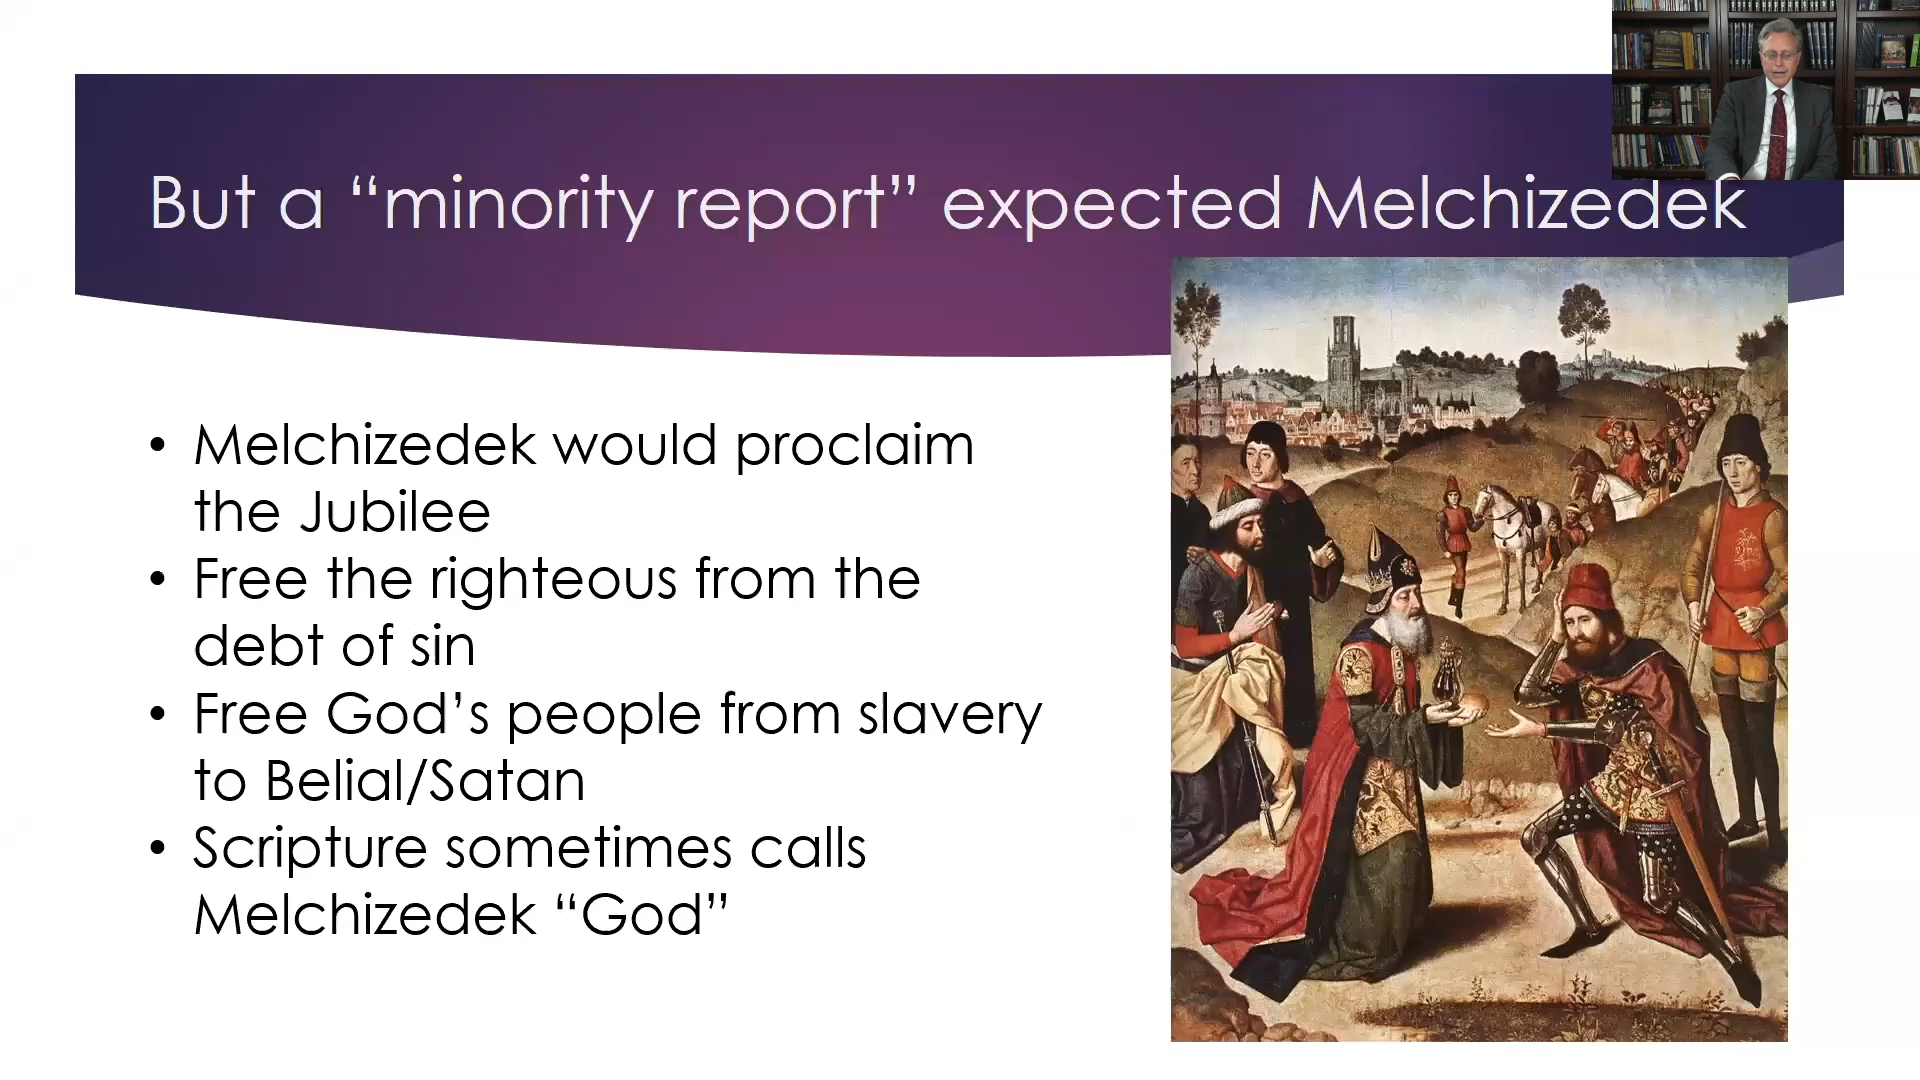 But a “minority report” expected Melchizedek
• Melchizedek would proclaim
the Jubilee
• Free the righteous from the
debt of sin
• Free God’s people from slavery
to Belial/Satan
• Scripture sometimes calls
Melchizedek “God”